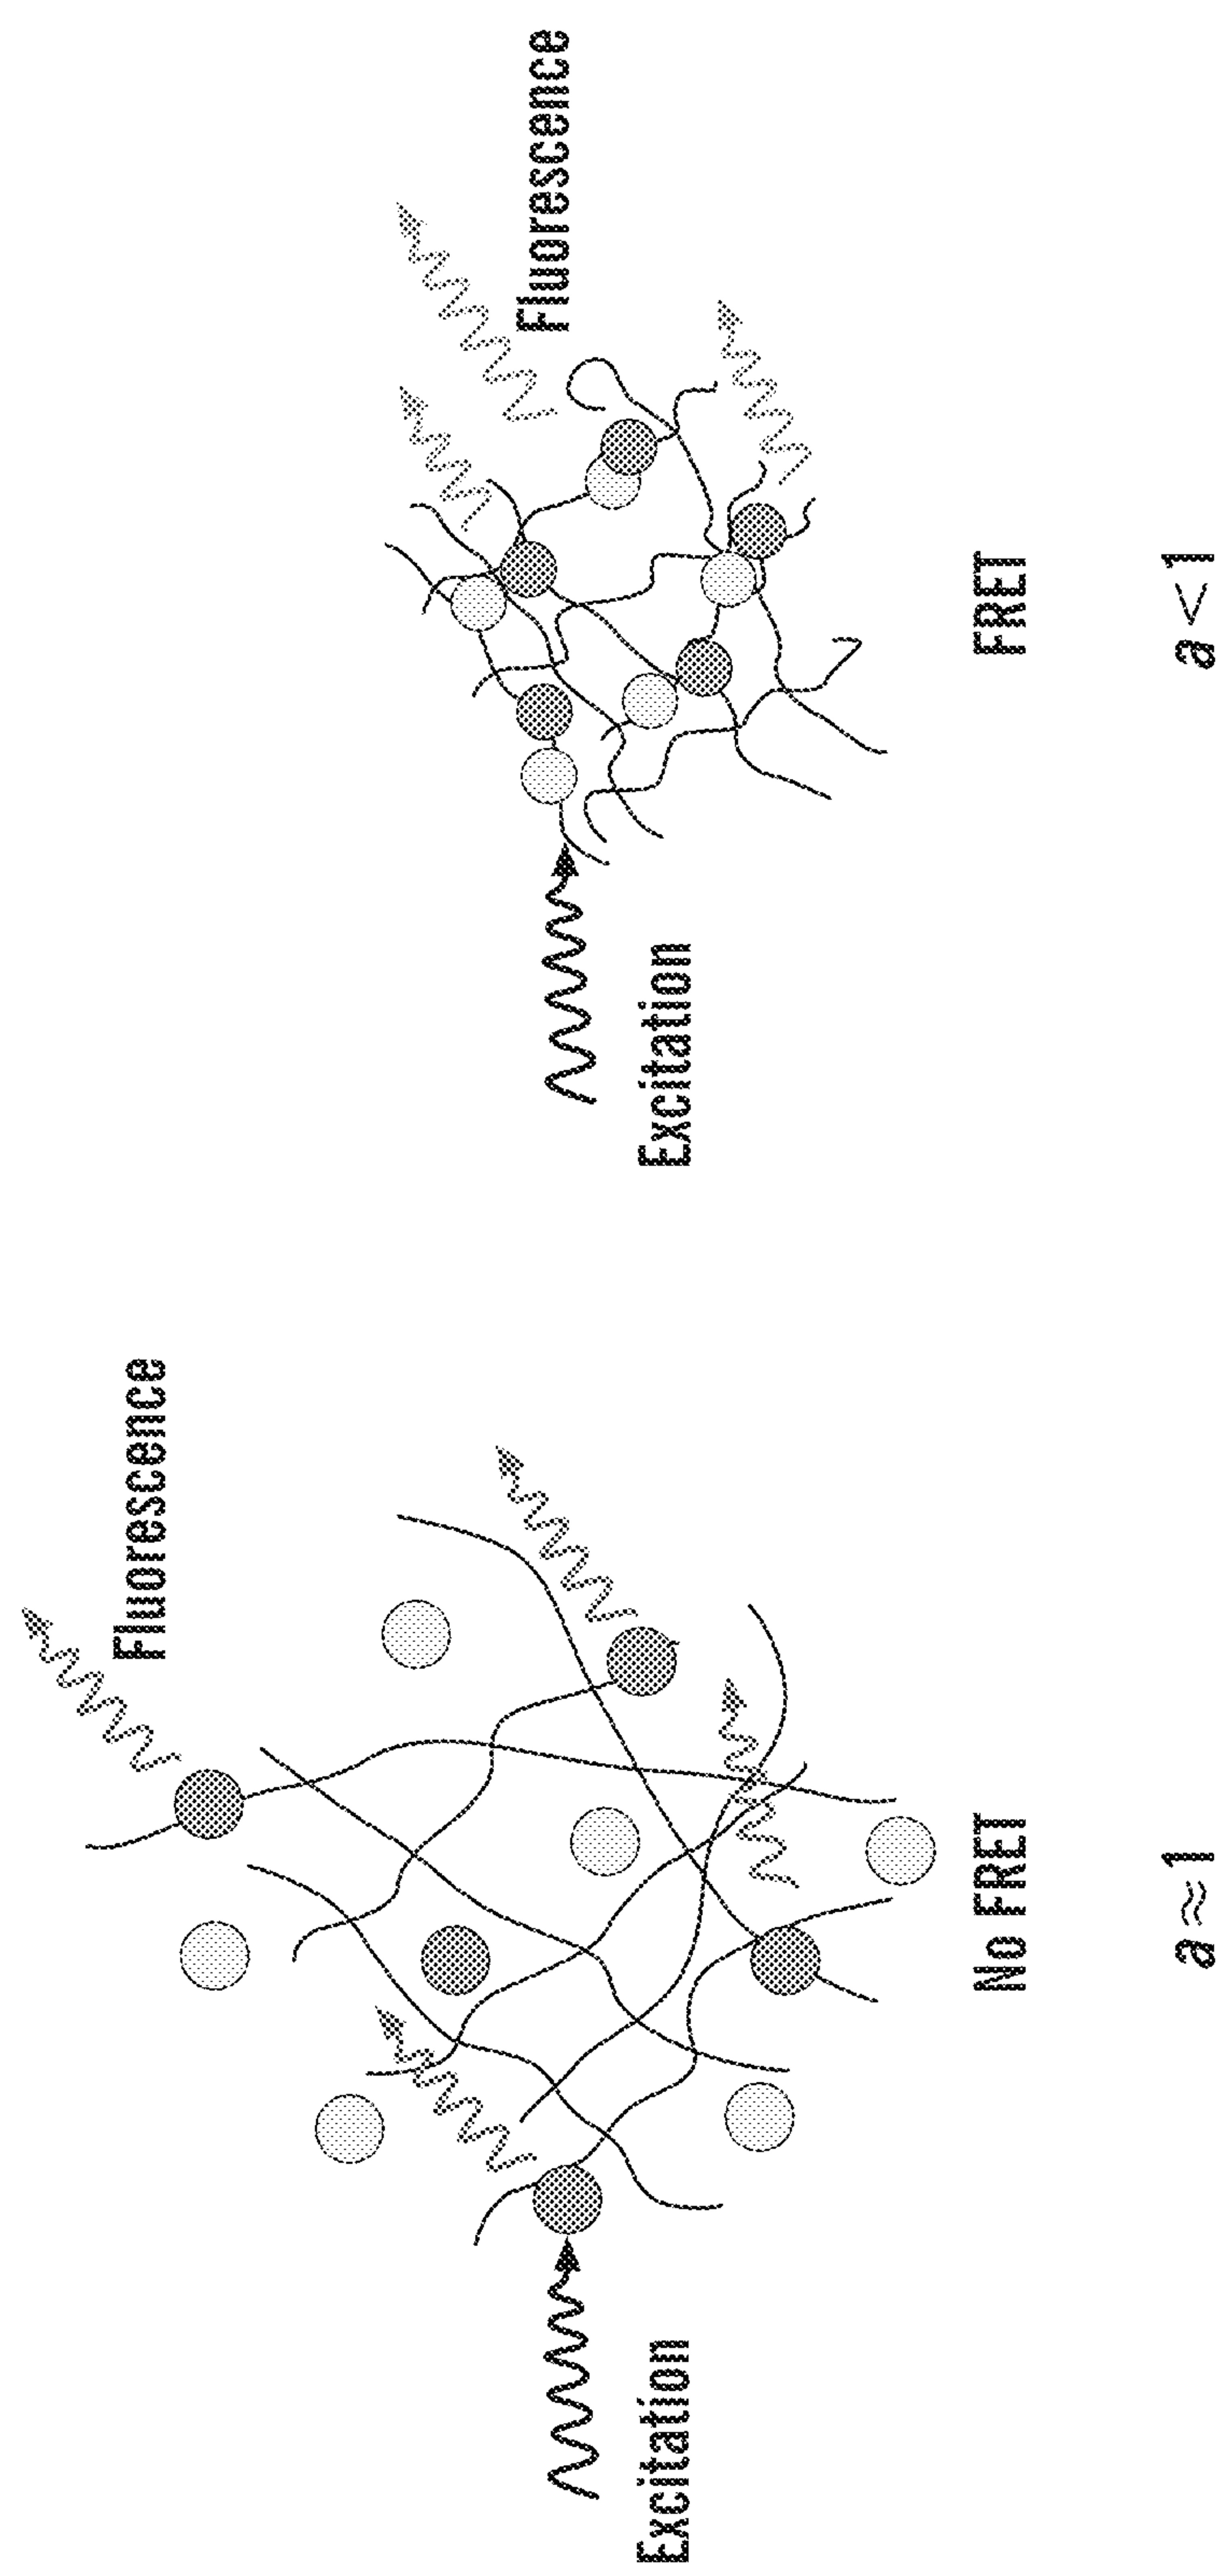 Fluorescence
Excitation
No FRET
a ≈ 1
Fluorescence
Excitation
FRET
a < 1